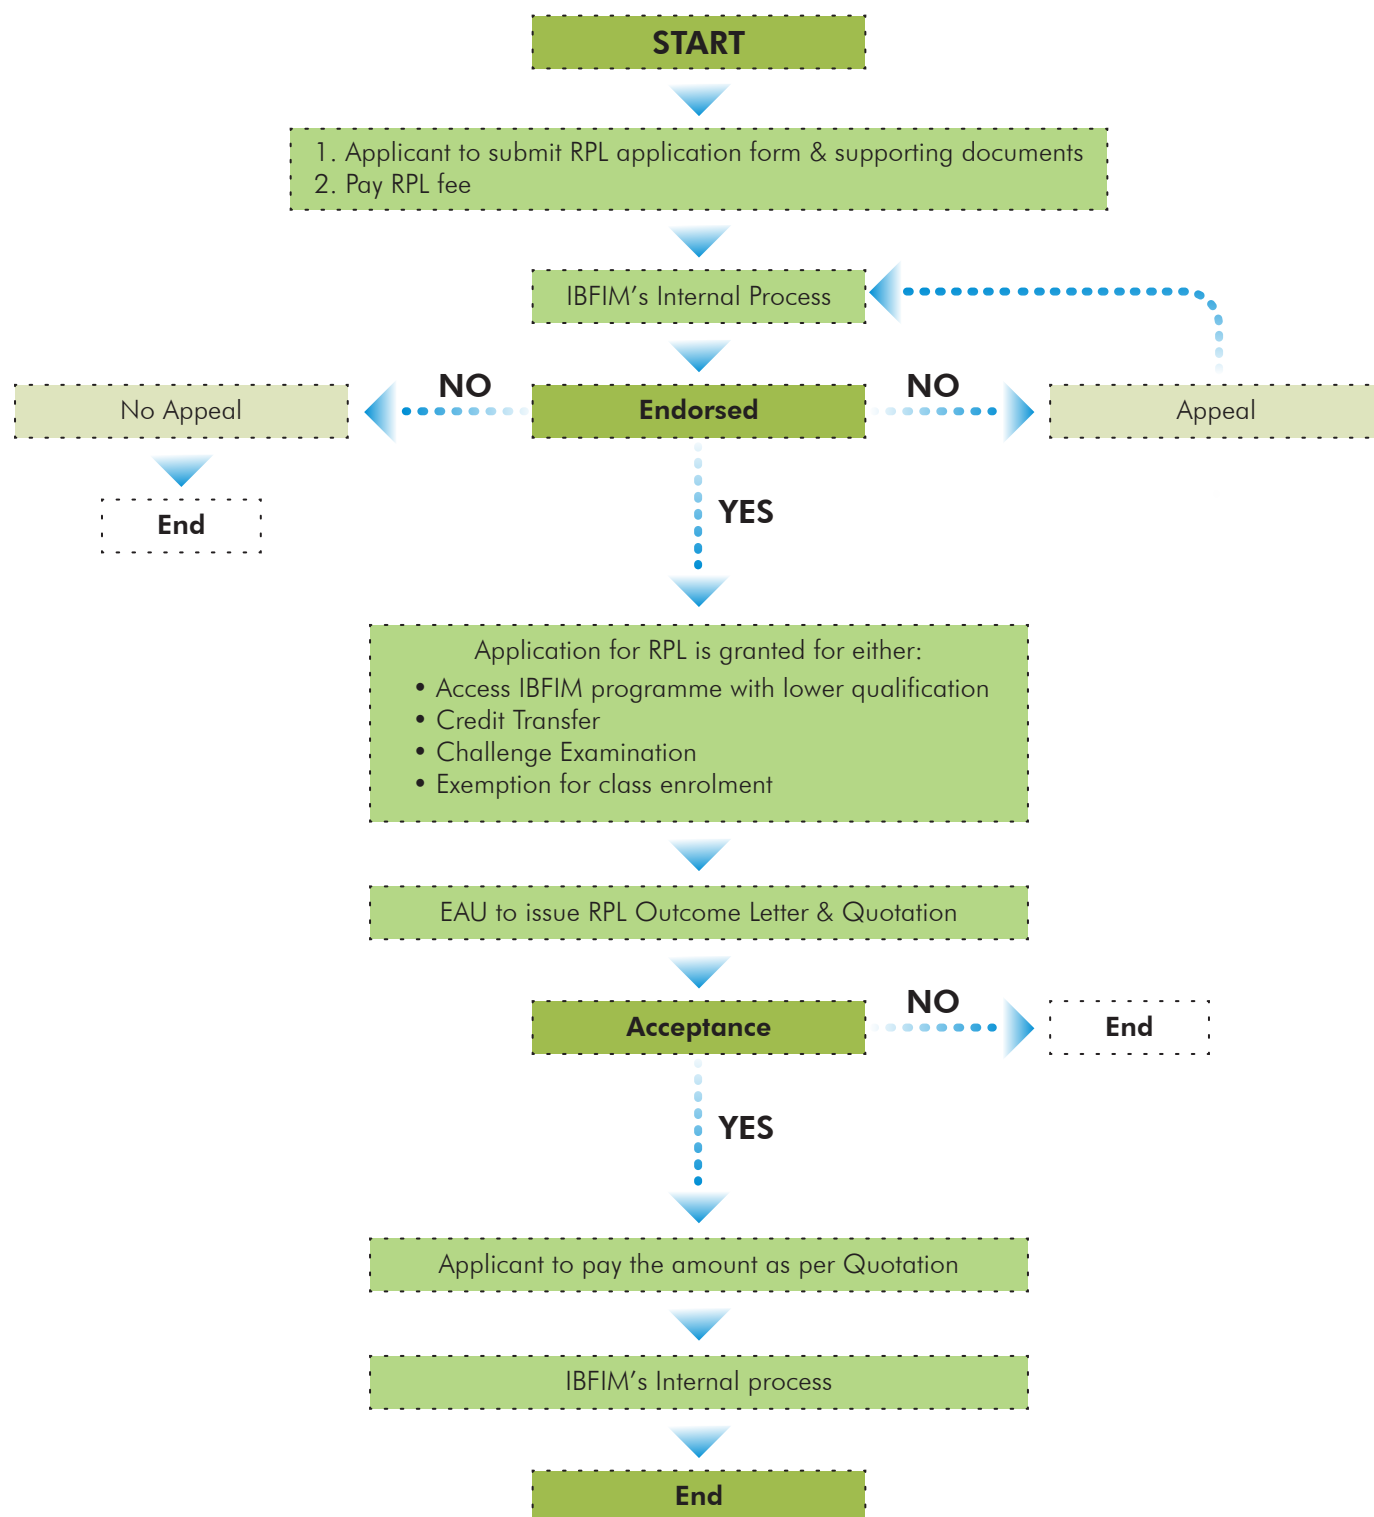 START
1. Applicant to submit RPL application form & supporting documents
2. Pay RPL fee
IBFIM's Internal Process
No Appeal
NO
Endorsed
NO
Appeal
End
YES
Application for RPL is granted for either:
• Access IBFIM programme with lower qualification
• Credit Transfer
• Challenge Examination
• Exemption for class enrolment
EAU to issue RPL Outcome Letter & Quotation
Acceptance
NO
End
YES
Applicant to pay the amount as per Quotation
IBFIM's Internal process
End